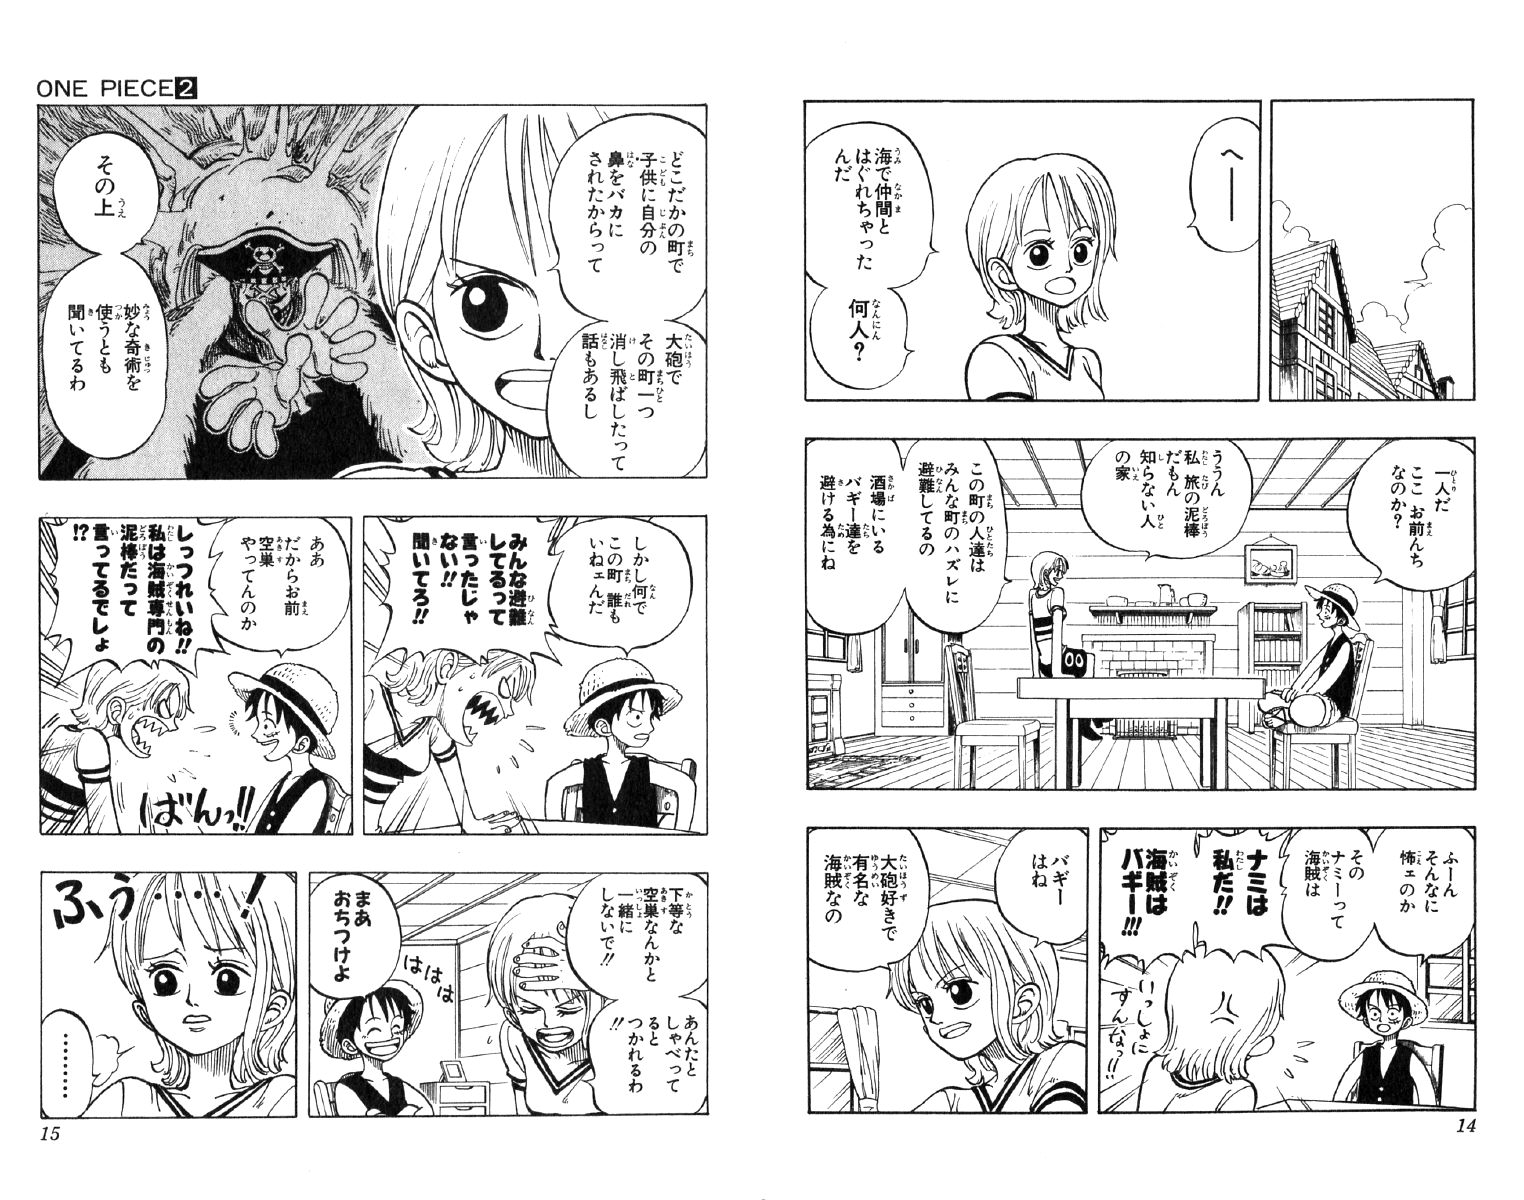 へーー
海で仲間と
はぐれちゃった
んだ
何人？
一人だ
ここ お前んち
なのか？
ううん
私 旅の泥棒
だもん
知らない人
の家
この町の人達は
みんな町のハズレに
避難してるの
酒場にいる
バギー達を
避ける為にね
ふーん
そんなに
怖ェのか
その
ナミーって
海賊は
ナミは
私だ!!
海賊は
バギー!!!
いっしょに
すんなっ!!
バギー
はね
大砲好きで
有名な
海賊なの
14
ONE PIECE 2
どこだかの町で
子供に自分の
鼻をバカに
されたからって
大砲で
その町一つ
消し飛ばしたって
話もあるし
その上
妙な奇術を
使うとも
聞いてるわ
しかし何で
この町 誰も
いねェんだ
みんな避難
してるって
言ったじゃ
ない!!
聞いてろ!!
ああ
だからお前
空巣
やってんのか
しっつれいね!!
私は海賊専門の
泥棒だって
言ってるでしょ
!?
ばんっ!!
下等な
空巣なんかと
一緒に
しないで!!
あんたと
しゃべって
ると
つかれるわ
!!
まあ
おちつけよ
ははは
ふぅ……!
………
15